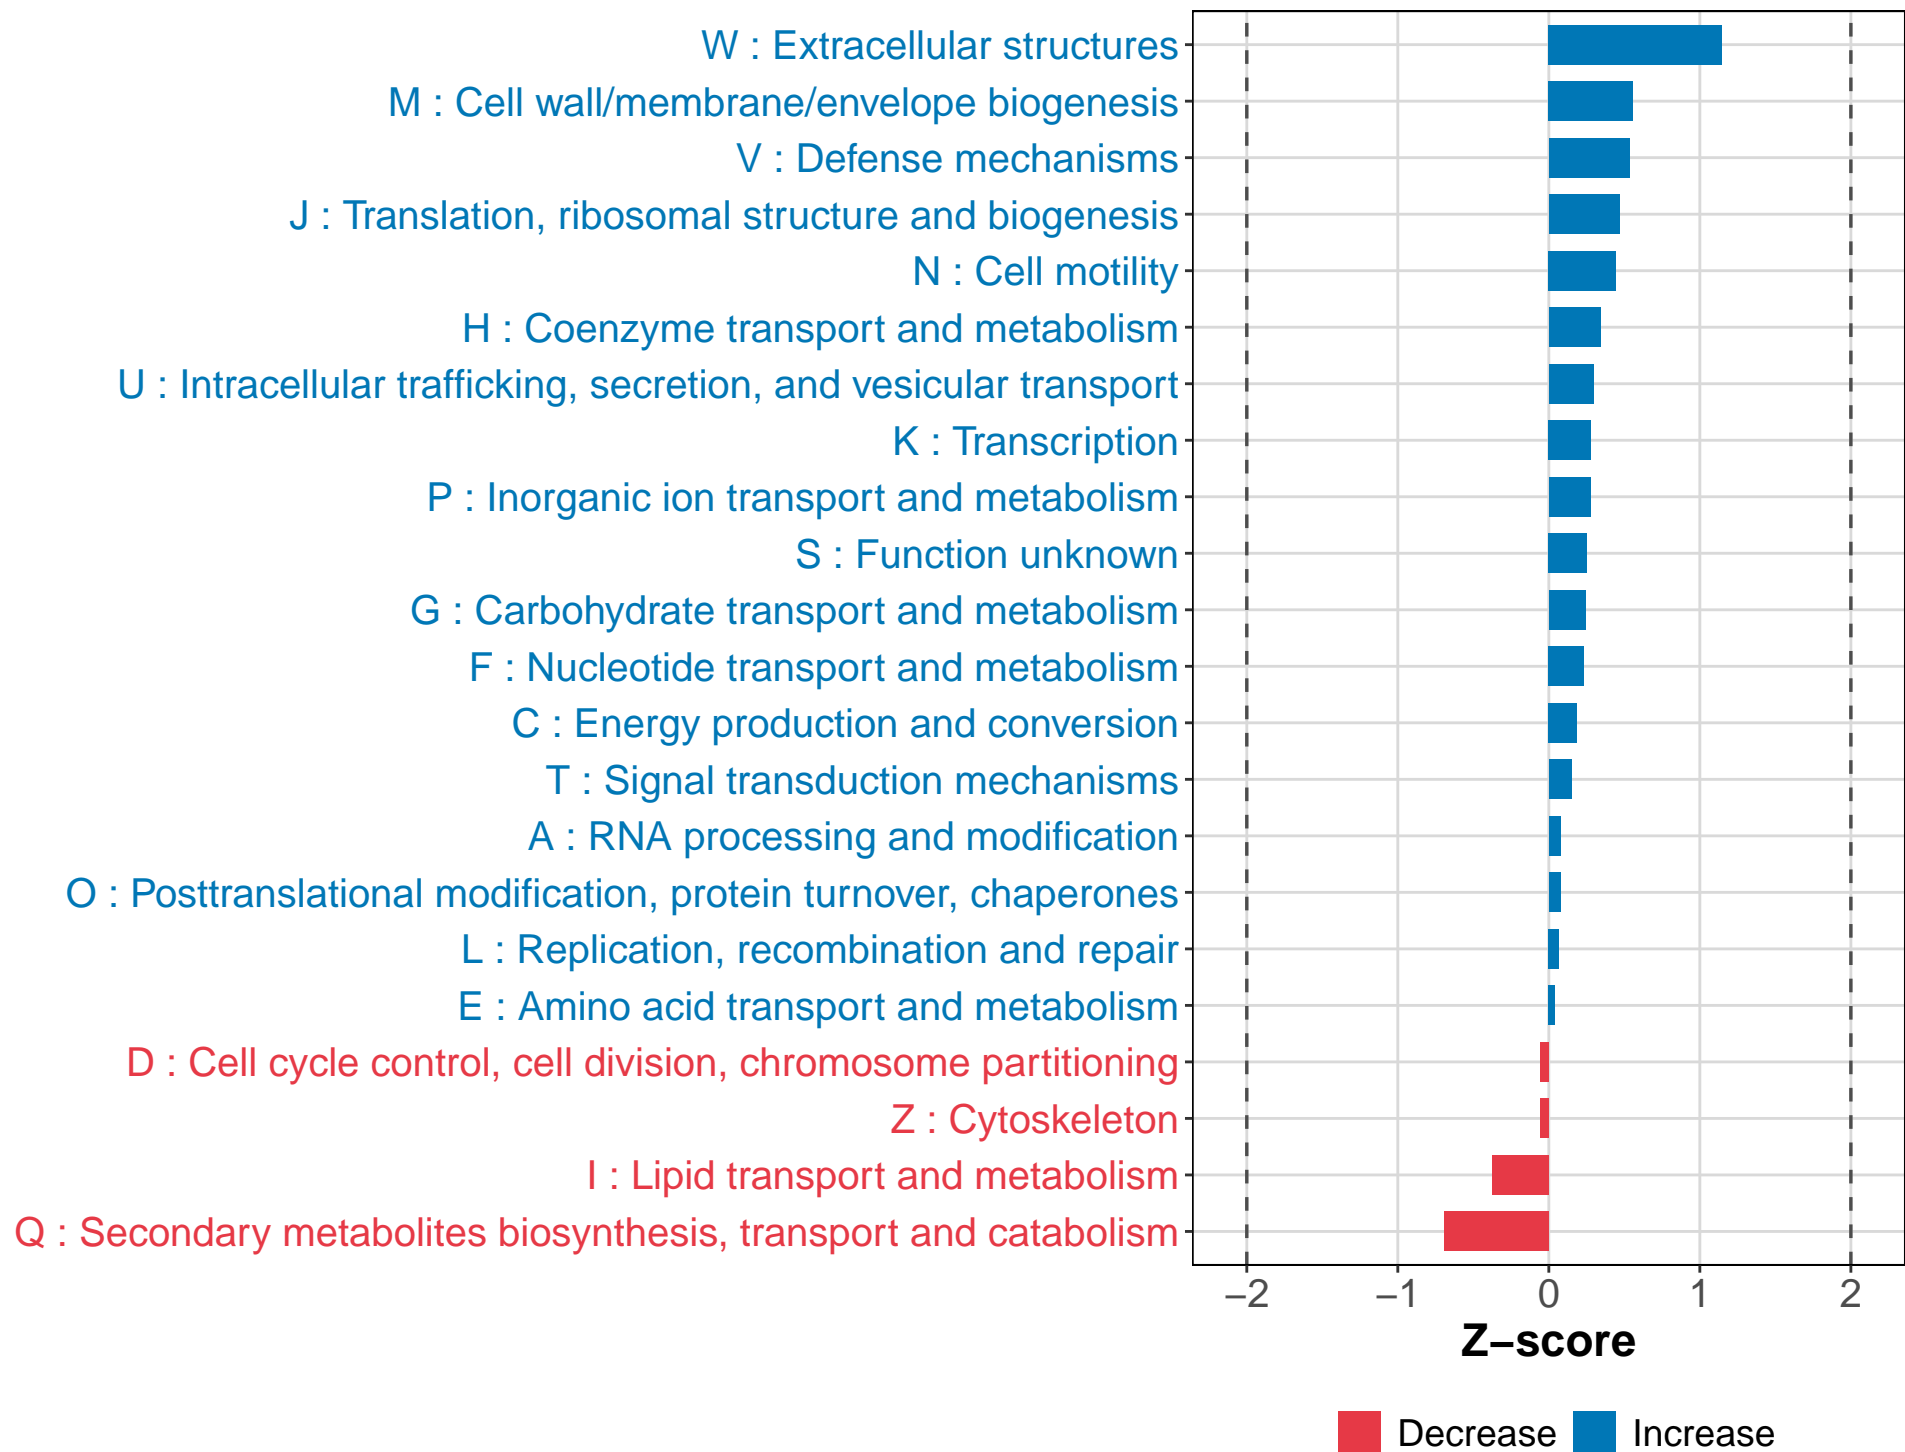 W : Extracellular structures
M : Cell wall/membrane/envelope biogenesis
V : Defense mechanisms
J : Translation, ribosomal structure and biogenesis
N : Cell motility
H : Coenzyme transport and metabolism
U : Intracellular trafficking, secretion, and vesicular transport
K : Transcription
P : Inorganic ion transport and metabolism
S : Function unknown
G : Carbohydrate transport and metabolism
F : Nucleotide transport and metabolism
C : Energy production and conversion
T : Signal transduction mechanisms
A : RNA processing and modification
O : Posttranslational modification, protein turnover, chaperones
L : Replication, recombination and repair
E : Amino acid transport and metabolism
D : Cell cycle control, cell division, chromosome partitioning
Z : Cytoskeleton
I : Lipid transport and metabolism
Q : Secondary metabolites biosynthesis, transport and catabolism
−2 −1 0 1 2
Z−score
Decrease Increase